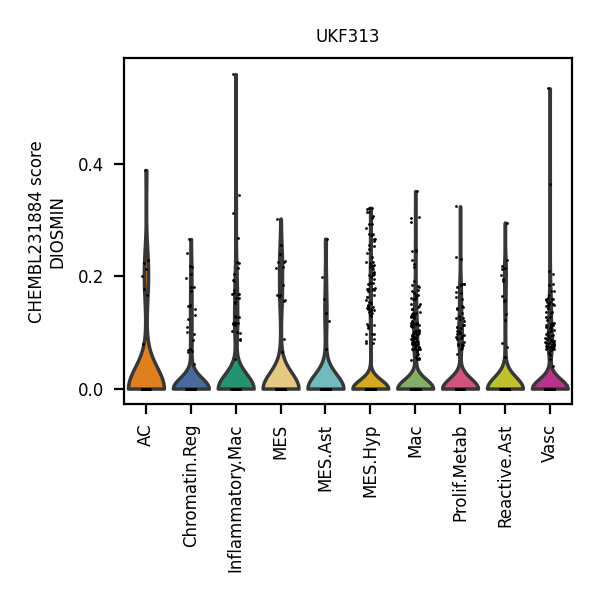 UKF313
CHEMBL231884 score
DIOSMIN
0.4
0.2
0.0
AC
Chromatin.Reg
Inflammatory.Mac
MES
MES.Ast
MES.Hyp
Mac
Prolif.Metab
Reactive.Ast
Vasc